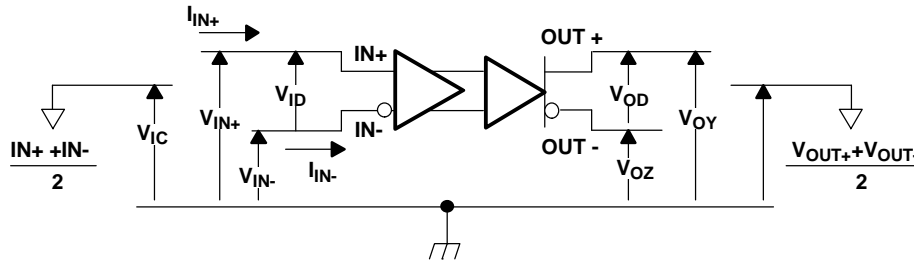 IIN+
IN+
OUT +
VID
VIN+
VIC
VOD
VOY
IN-
OUT -
IN+ +IN-
2
VIN-
IIN-
VOZ
VOUT+ + VOUT-
2